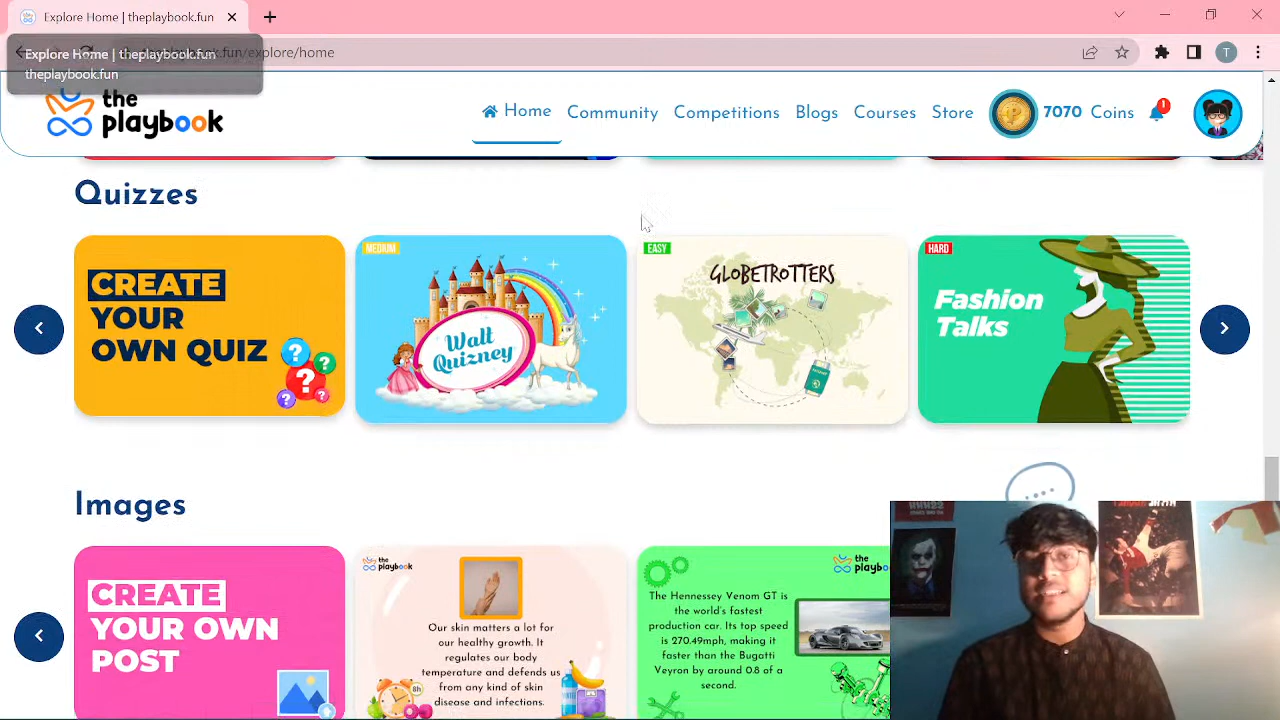 Explore Home | theplaybook.fun
Explore Home | theplaybook.fun
theplaybook.fun
/explore/home
T
the
playbook
Home
Community
Competitions
Blogs
Courses
Store
7070 Coins
1
Quizzes
CREATE
YOUR
OWN QUIZ
MEDIUM
Walt
Quizney
EASY
GLOBETROTTERS
HARD
Fashion
Talks
Images
CREATE
YOUR OWN
POST
the
playbook
Our skin matters a lot for
our healthy growth. It
regulates our body
temperature and defends us
from any kind of skin
disease and infections.
8h
the
playbo
The Hennessey Venom GT is
the world's fastest
production car. Its top speed
is 270.49mph, making it
faster than the Bugatti
Veyron by around 0.8 of a
second.